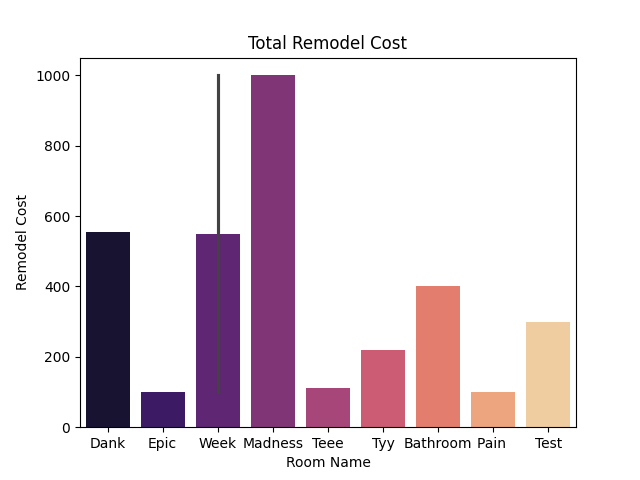 Total Remodel Cost
Remodel Cost
1000
800
600
400
200
0
Dank Epic Week Madness Teee Tyy Bathroom Pain Test
Room Name